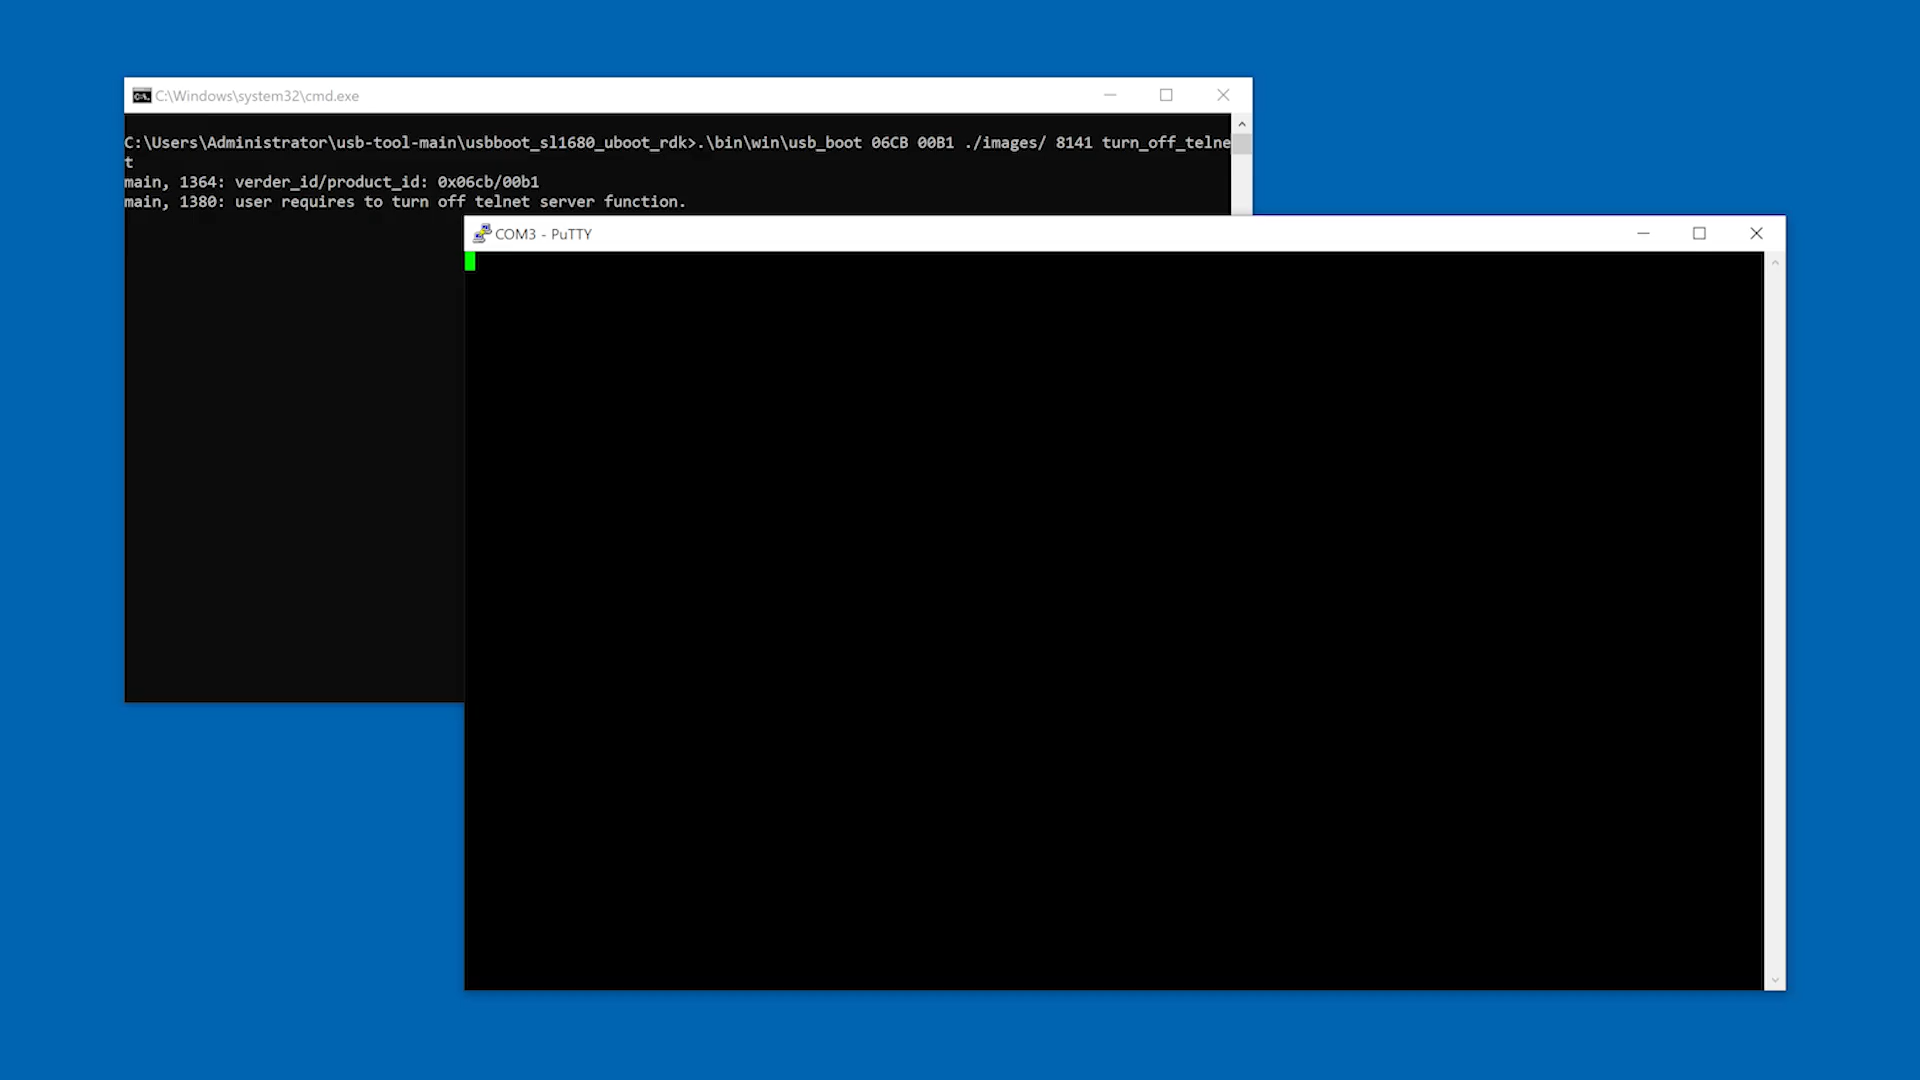 C:\Windows\system32\cmd.exe
C:\Users\Administrator\usb-tool-main\usbboot_sl1680_uboot_rdk>.\bin\win\usb_boot 06CB 00B1 ./images/ 8141 turn_off_telne
t
main, 1364: verder_id/product_id: 0x06cb/00b1
main, 1380: user requires to turn off telnet server function.
COM3 - PuTTY